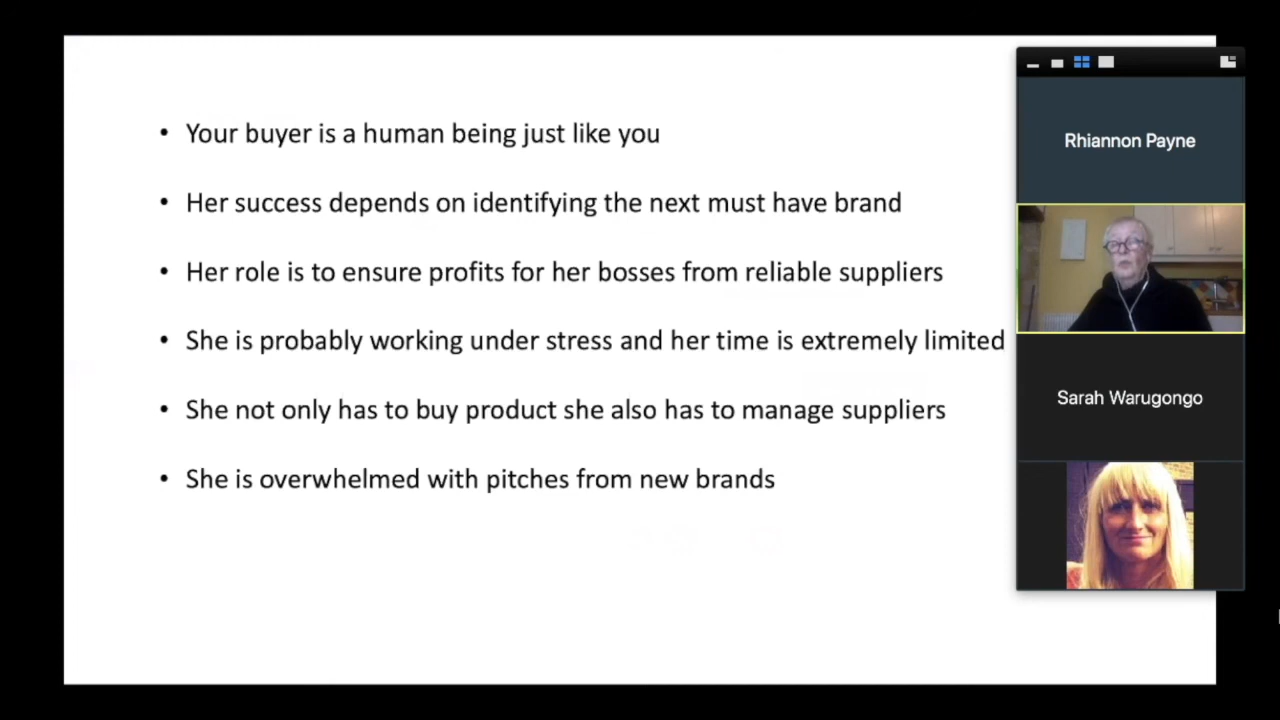 • Your buyer is a human being just like you
• Her success depends on identifying the next must have brand
• Her role is to ensure profits for her bosses from reliable suppliers
• She is probably working under stress and her time is extremely limited
• She not only has to buy product she also has to manage suppliers
• She is overwhelmed with pitches from new brands
Rhiannon Payne
Sarah Warugongo